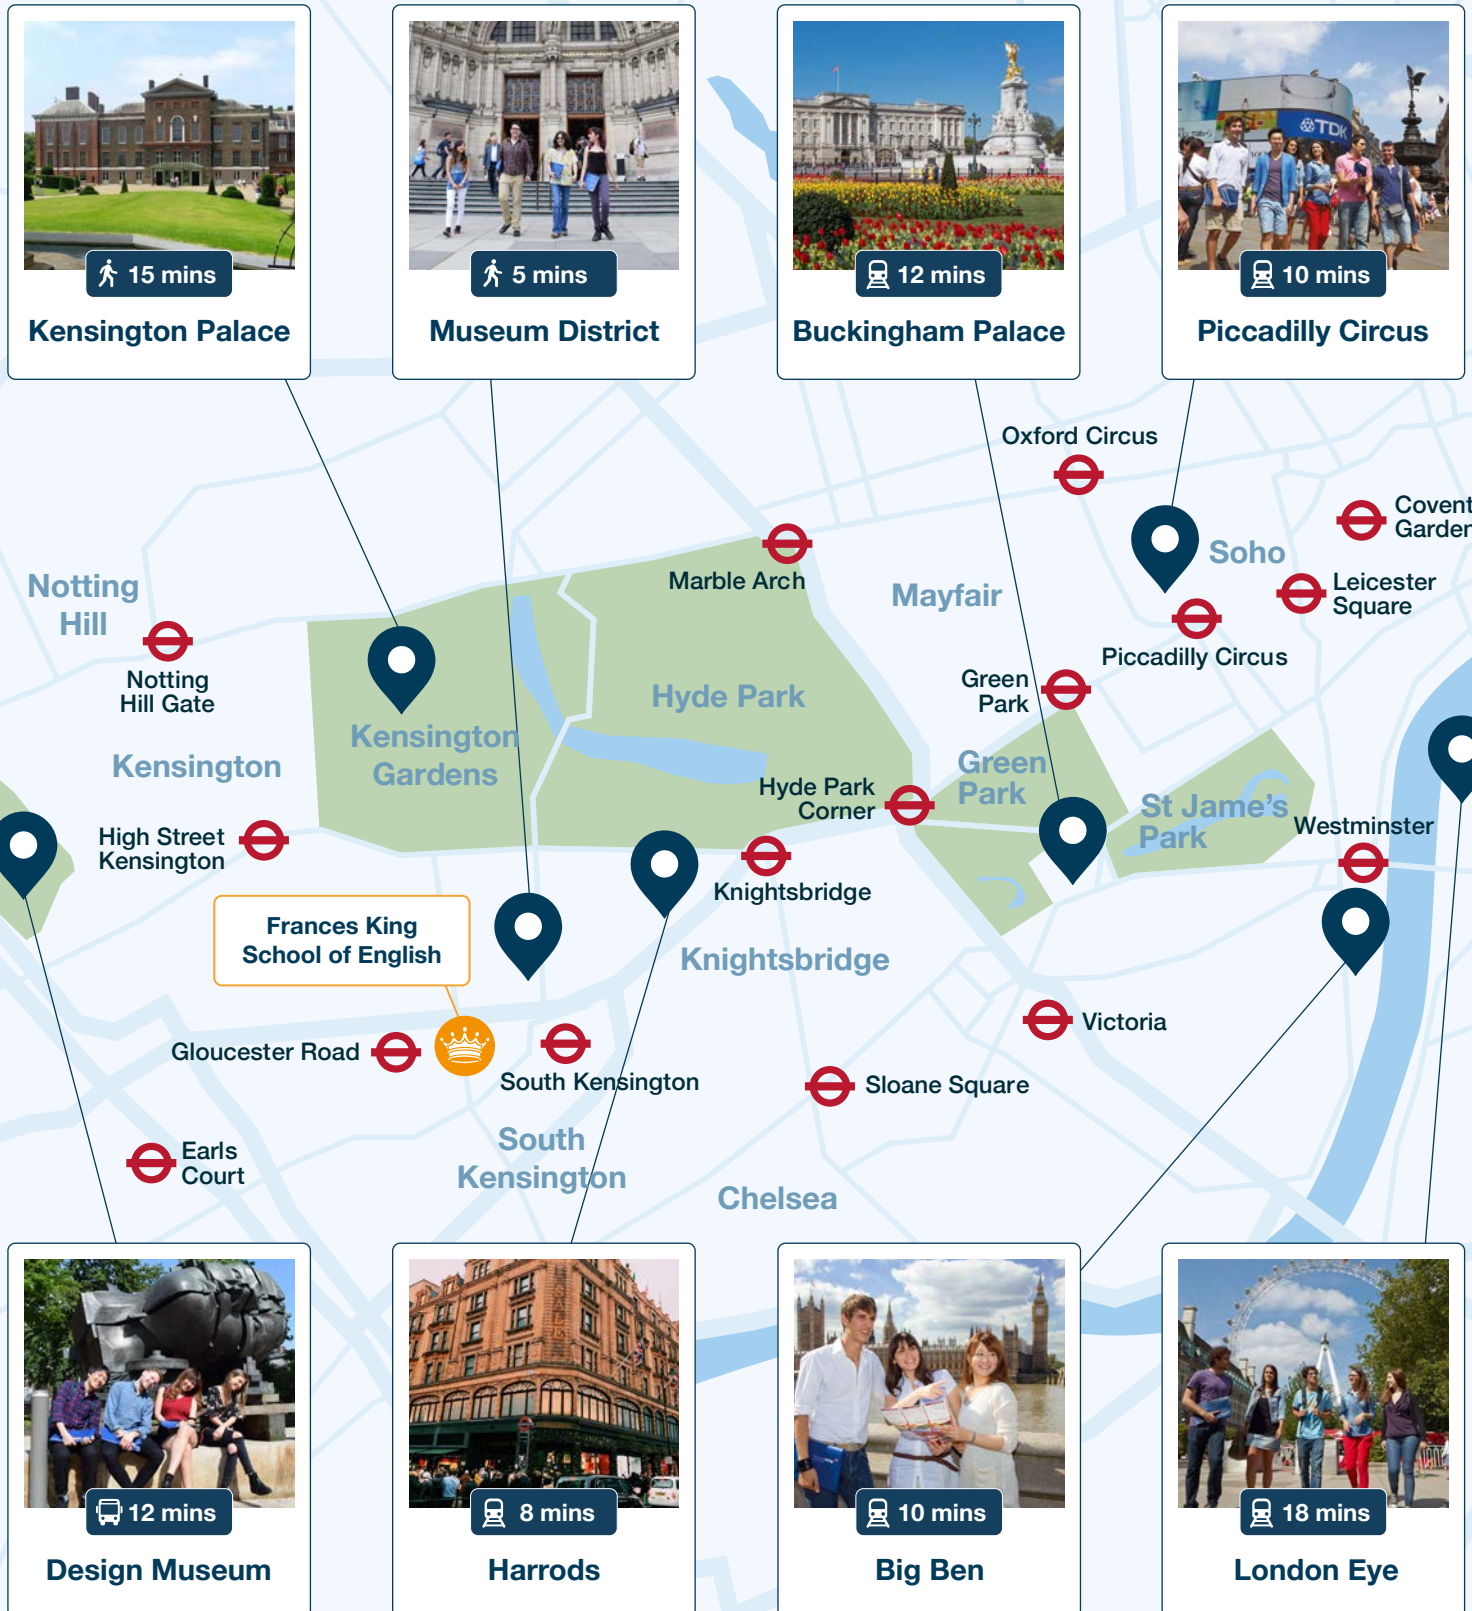 TDK
15 mins
Kensington Palace
5 mins
Museum District
12 mins
Buckingham Palace
10 mins
Piccadilly Circus
Oxford Circus
Covent
Garden
Soho
Marble Arch
Mayfair
Leicester
Square
Notting
Hill
Notting
Hill Gate
Piccadilly Circus
Green
Park
Hyde Park
Kensington
Gardens
Kensington
Green
Park
Hyde Park
Corner
St Jame's
Park
Westminster
High Street
Kensington
Knightsbridge
Frances King
School of English
Knightsbridge
Victoria
Gloucester Road
South Kensington
Sloane Square
Earls
Court
South
Kensington
Chelsea
12 mins
Design Museum
8 mins
Harrods
10 mins
Big Ben
18 mins
London Eye